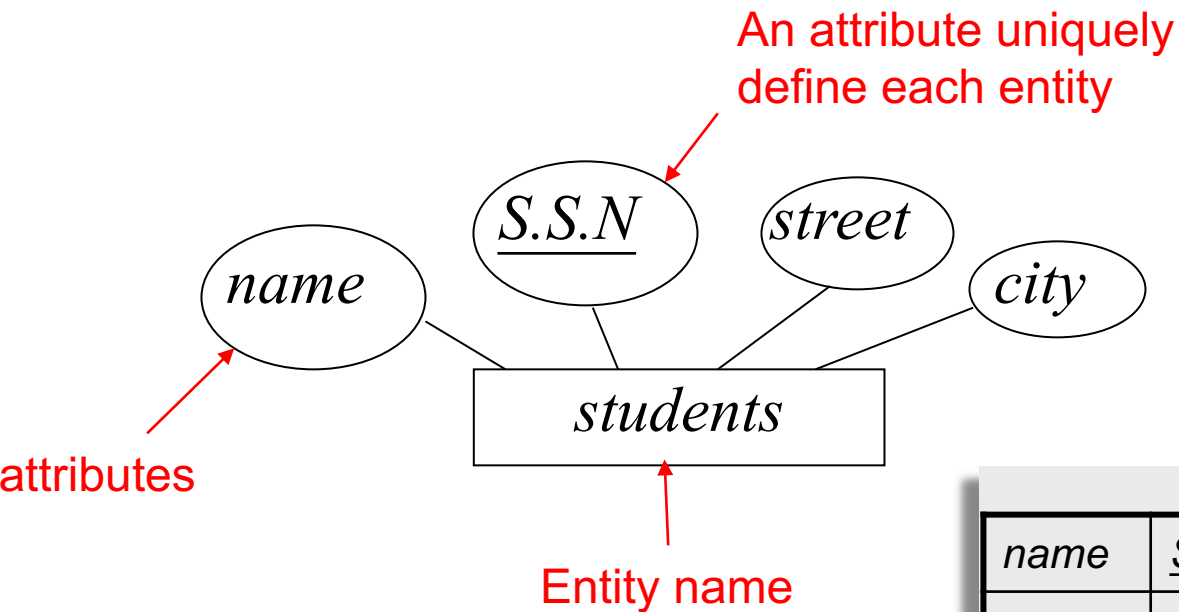 An attribute uniquely
define each entity
S.S.N
street
name
city
students
attributes
Entity name
name